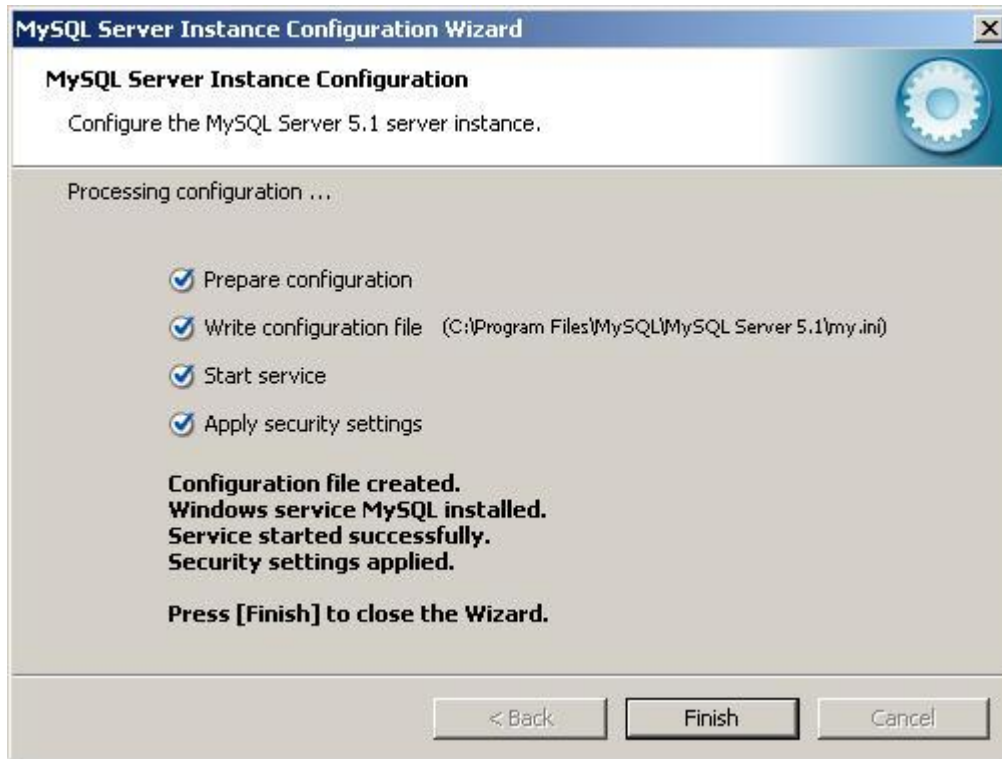 MySQL Server Instance Configuration Wizard
MySQL Server Instance Configuration
Configure the MySQL Server 5.1 server instance.
Processing configuration ...
Prepare configuration
Write configuration file (C:\Program Files\MySQL\MySQL Server 5.1\my.ini)
Start service
Apply security settings
Configuration file created.
Windows service MySQL installed.
Service started successfully.
Security settings applied.
Press [Finish] to close the Wizard.
< Back Finish Cancel